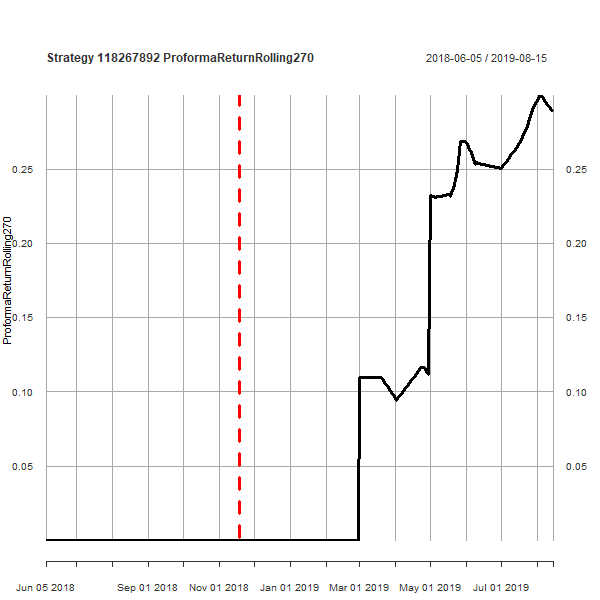 Strategy 118267892 ProformaReturnRolling270
2018-06-05 / 2019-08-15
ProformaReturnRolling270
0.25 0.25
0.20 0.20
0.15 0.15
0.10 0.10
0.05 0.05
Jun 05 2018 Sep 01 2018 Nov 01 2018 Jan 01 2019 Mar 01 2019 May 01 2019 Jul 01 2019